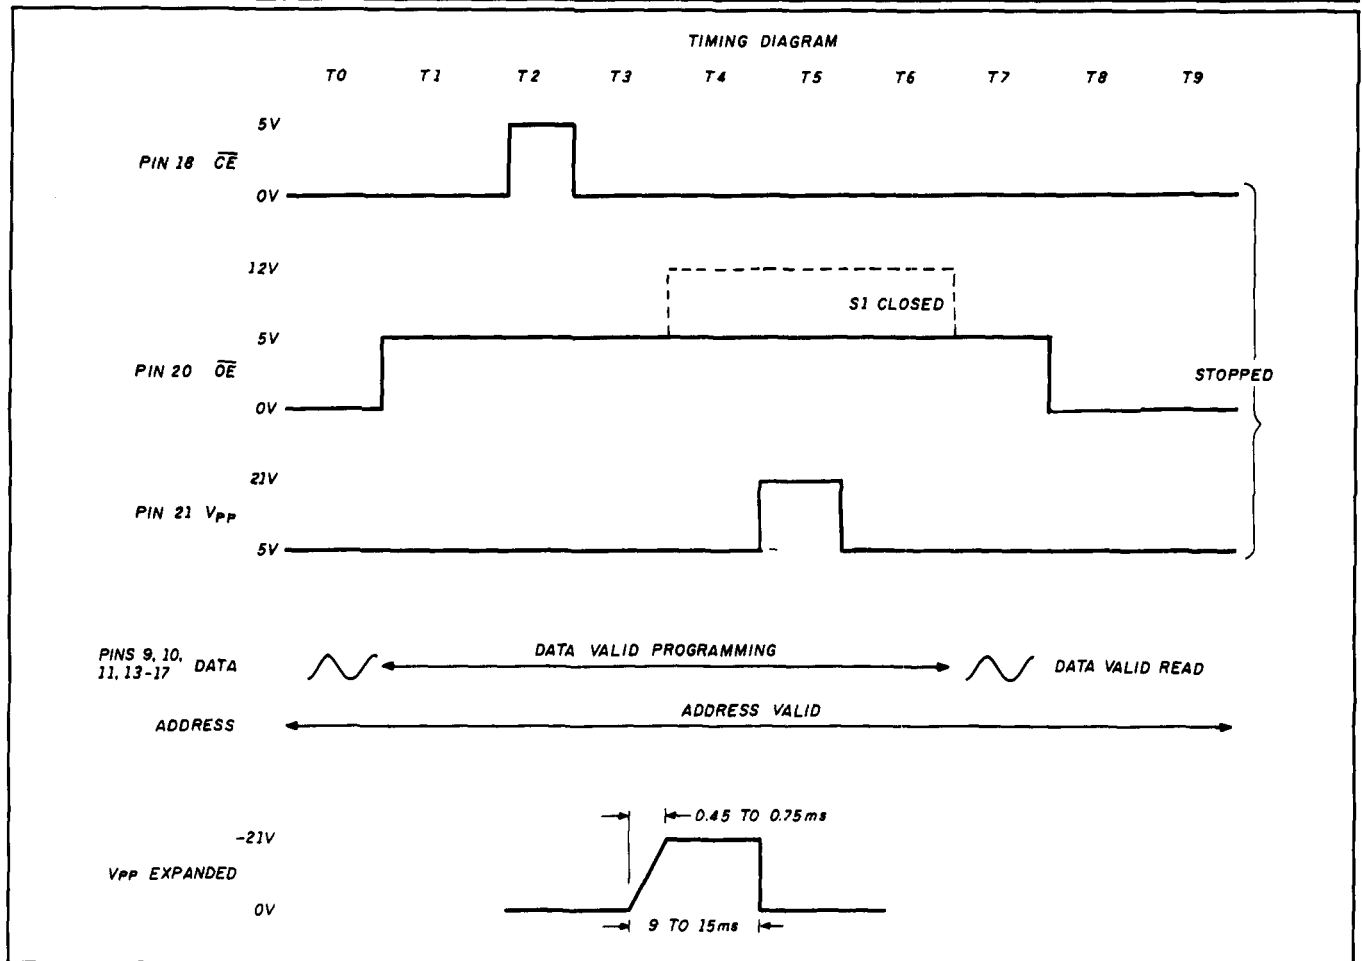 TIMING DIAGRAM
T0 T1 T2 T3 T4 T5 T6 T7 T8 T9
5V
PIN 18 CE
0V
12V
S1 CLOSED
5V
PIN 20 OE
STOPPED
0V
21V
PIN 21 VPP
5V
PINS 9, 10,
11, 13-17 DATA
DATA VALID PROGRAMMING
DATA VALID READ
ADDRESS
ADDRESS VALID
0.45 TO 0.75ms
-21V
VPP EXPANDED
0V
9 TO 15ms